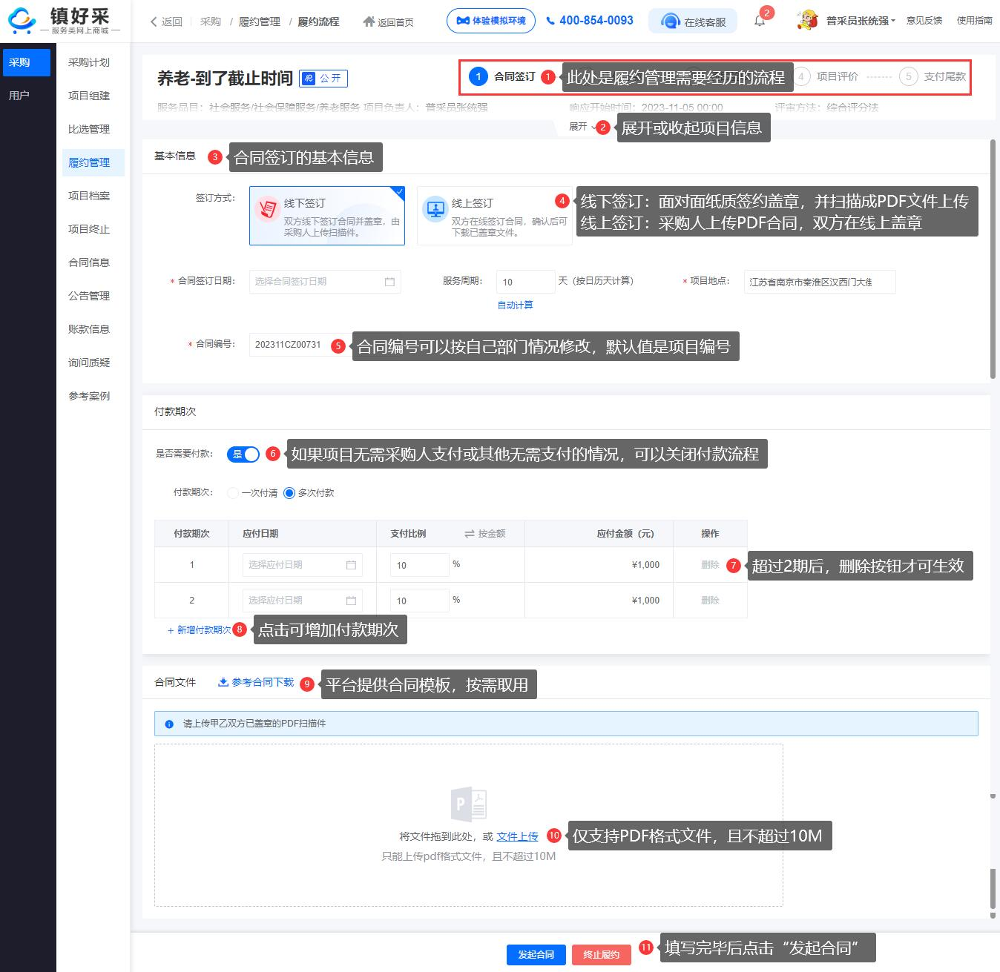 镇好采
服务类网上商城
返回 采购 / 履约管理 / 履约流程 返回首页 体验模拟环境 400-854-0093 在线客服 2 普采员张统强 意见反馈 使用指南
采购
用户
采购计划
项目组建
比选管理
履约管理
项目档案
项目终止
合同信息
公告管理
账款信息
询问质疑
参考案例
养老-到了截止时间 公开
1 合同签订 1 此处是履约管理需要经历的流程 4 项目评价 5 支付尾款
服务品目：社会服务/社会保障服务/养老服务 项目负责人：普采员张统强 响应开始时间：2023-11-05 00:00 评审方法：综合评分法
展开 2 展开或收起项目信息
基本信息 3 合同签订的基本信息
签订方式：
线下签订
双方线下签订合同并盖章，由
采购人上传扫描件。
线上签订
双方在线签订合同，确认后可
下载已盖章文件。
4 线下签订：面对面纸质签约盖章，并扫描成PDF文件上传
线上签订：采购人上传PDF合同，双方在线上盖章
* 合同签订日期： 选择合同签订日期 服务周期： 10 天（按日历天计算） * 项目地点： 江苏省南京市秦淮区汉西门大街
自动计算
* 合同编号： 202311CZ00731 5 合同编号可以按自己部门情况修改，默认值是项目编号
付款期次
是否需要付款： 是 6 如果项目无需采购人支付或其他无需支付的情况，可以关闭付款流程
付款期次： 一次付清 多次付款
付款期次 应付日期 支付比例 按金额 应付金额（元） 操作
1 选择应付日期 10 % ¥1,000 删除 7 超过2期后，删除按钮才可生效
2 选择应付日期 10 % ¥1,000 删除
+ 新增付款期次 8 点击可增加付款期次
合同文件 参考合同下载 9 平台提供合同模板，按需取用
请上传甲乙双方已盖章的PDF扫描件
P
将文件拖到此处，或 文件上传 10 仅支持PDF格式文件，且不超过10M
只能上传pdf格式文件，且不超过10M
发起合同 终止履约 11 填写完毕后点击“发起合同”